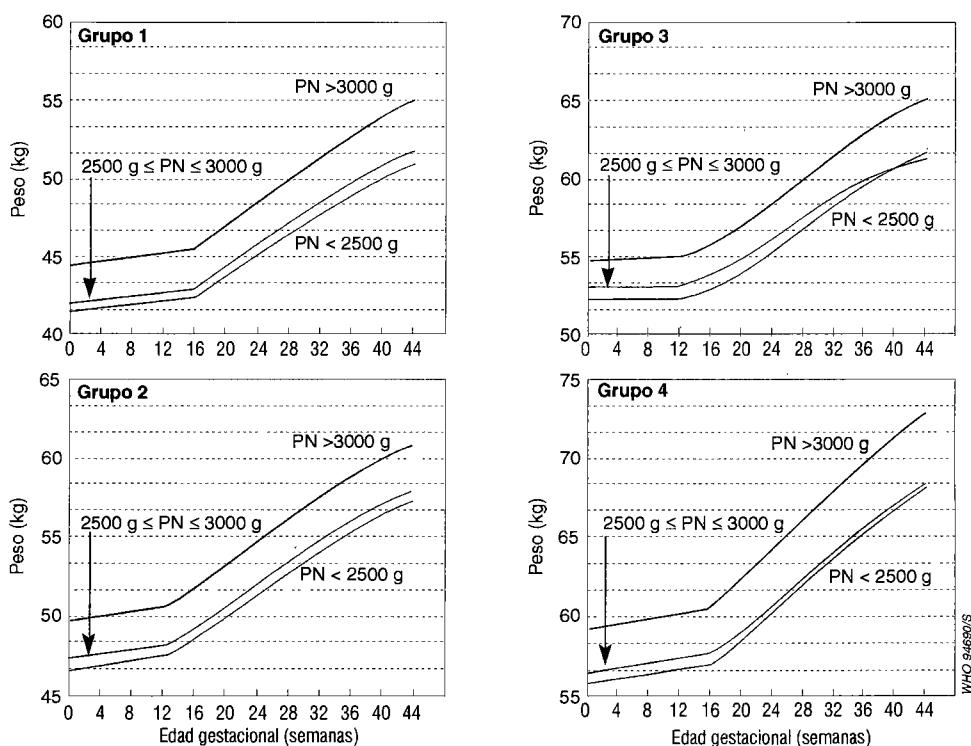 Grupo 1
60
55
50
45
40
Peso (kg)
PN >3000 g
2500 g ≤ PN ≤ 3000 g
PN < 2500 g
0 4 8 12 16 20 24 28 32 36 40 44
Grupo 3
70
65
60
55
50
Peso (kg)
PN >3000 g
2500 g ≤ PN ≤ 3000 g
PN < 2500 g
0 4 8 12 16 20 24 28 32 36 40 44
Grupo 2
65
60
55
50
45
Peso (kg)
PN >3000 g
2500 g ≤ PN ≤ 3000 g
PN < 2500 g
0 4 8 12 16 20 24 28 32 36 40 44
Edad gestacional (semanas)
Grupo 4
75
70
65
60
55
Peso (kg)
PN >3000 g
2500 g ≤ PN ≤ 3000 g
PN < 2500 g
0 4 8 12 16 20 24 28 32 36 40 44
Edad gestacional (semanas)
WHO 94690/S